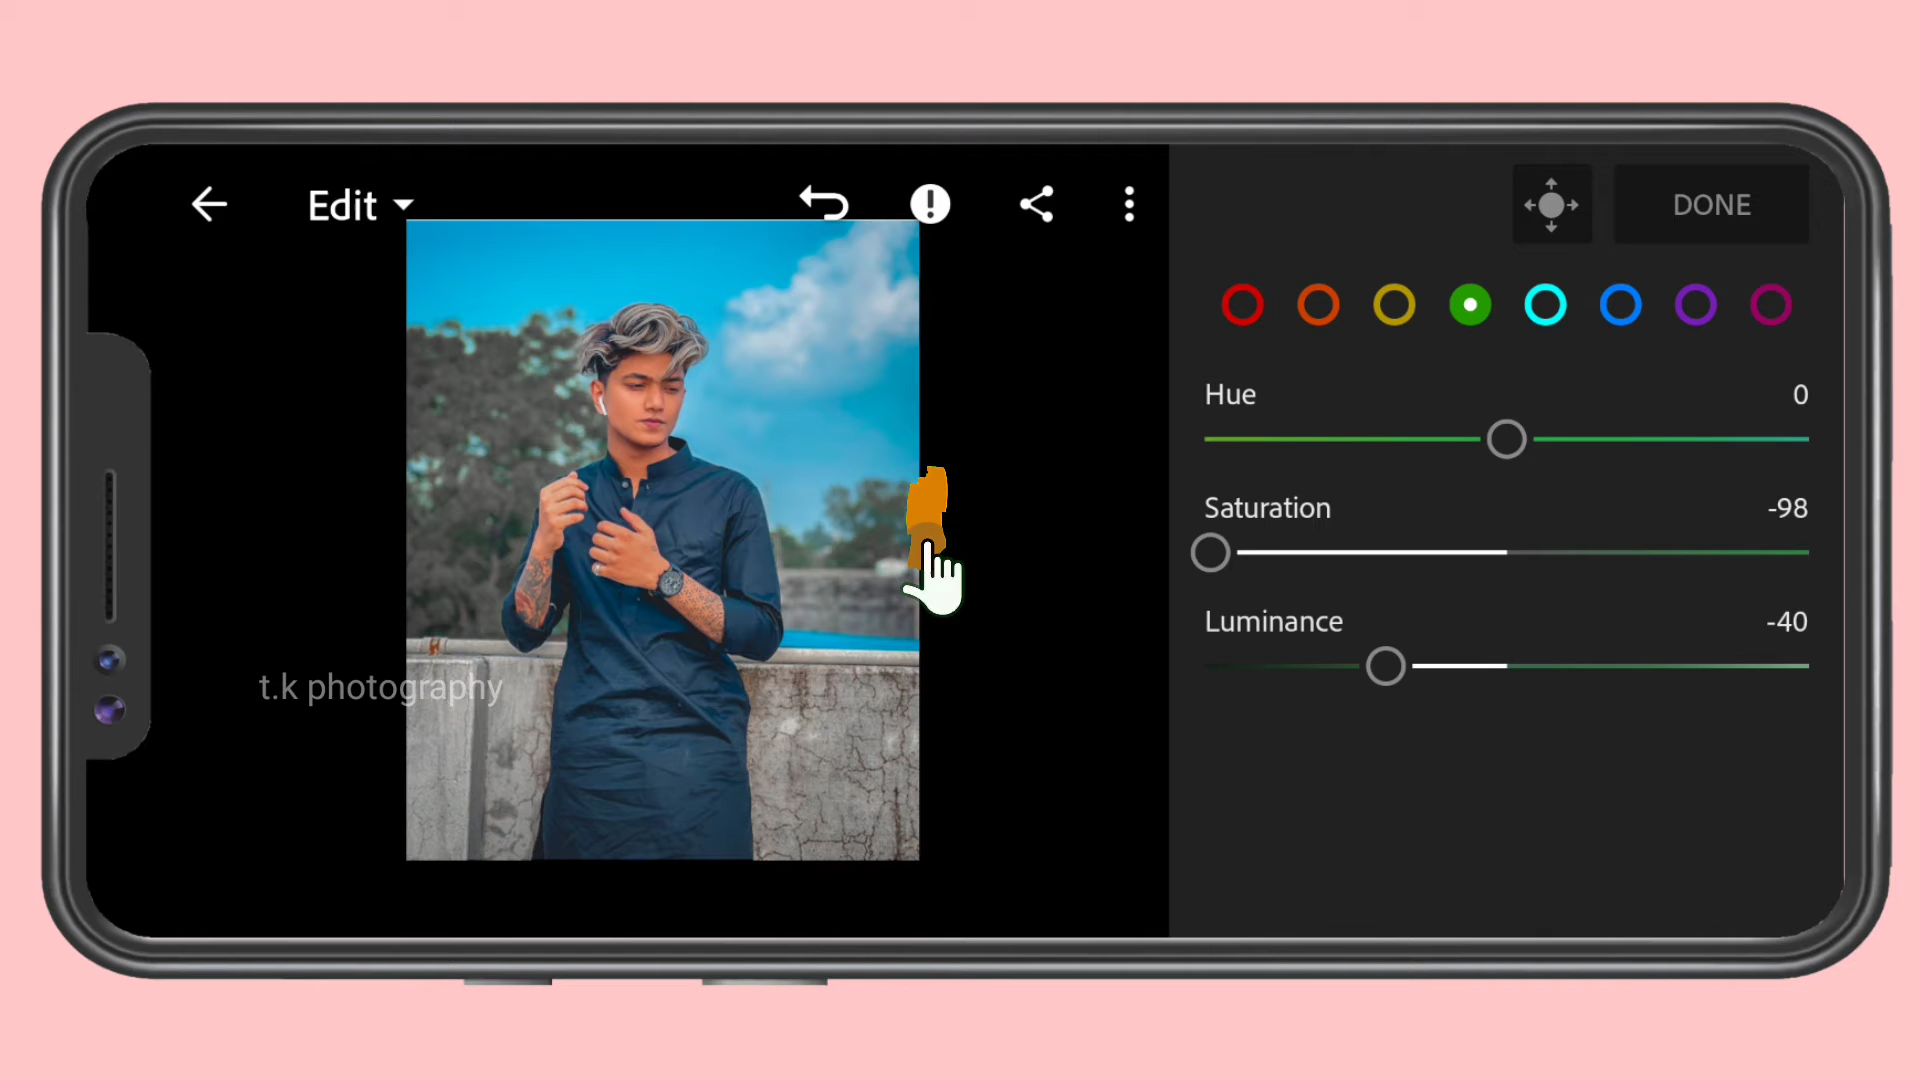 Edit
DONE
Hue 0
Saturation -98
Luminance -40
t.k photography